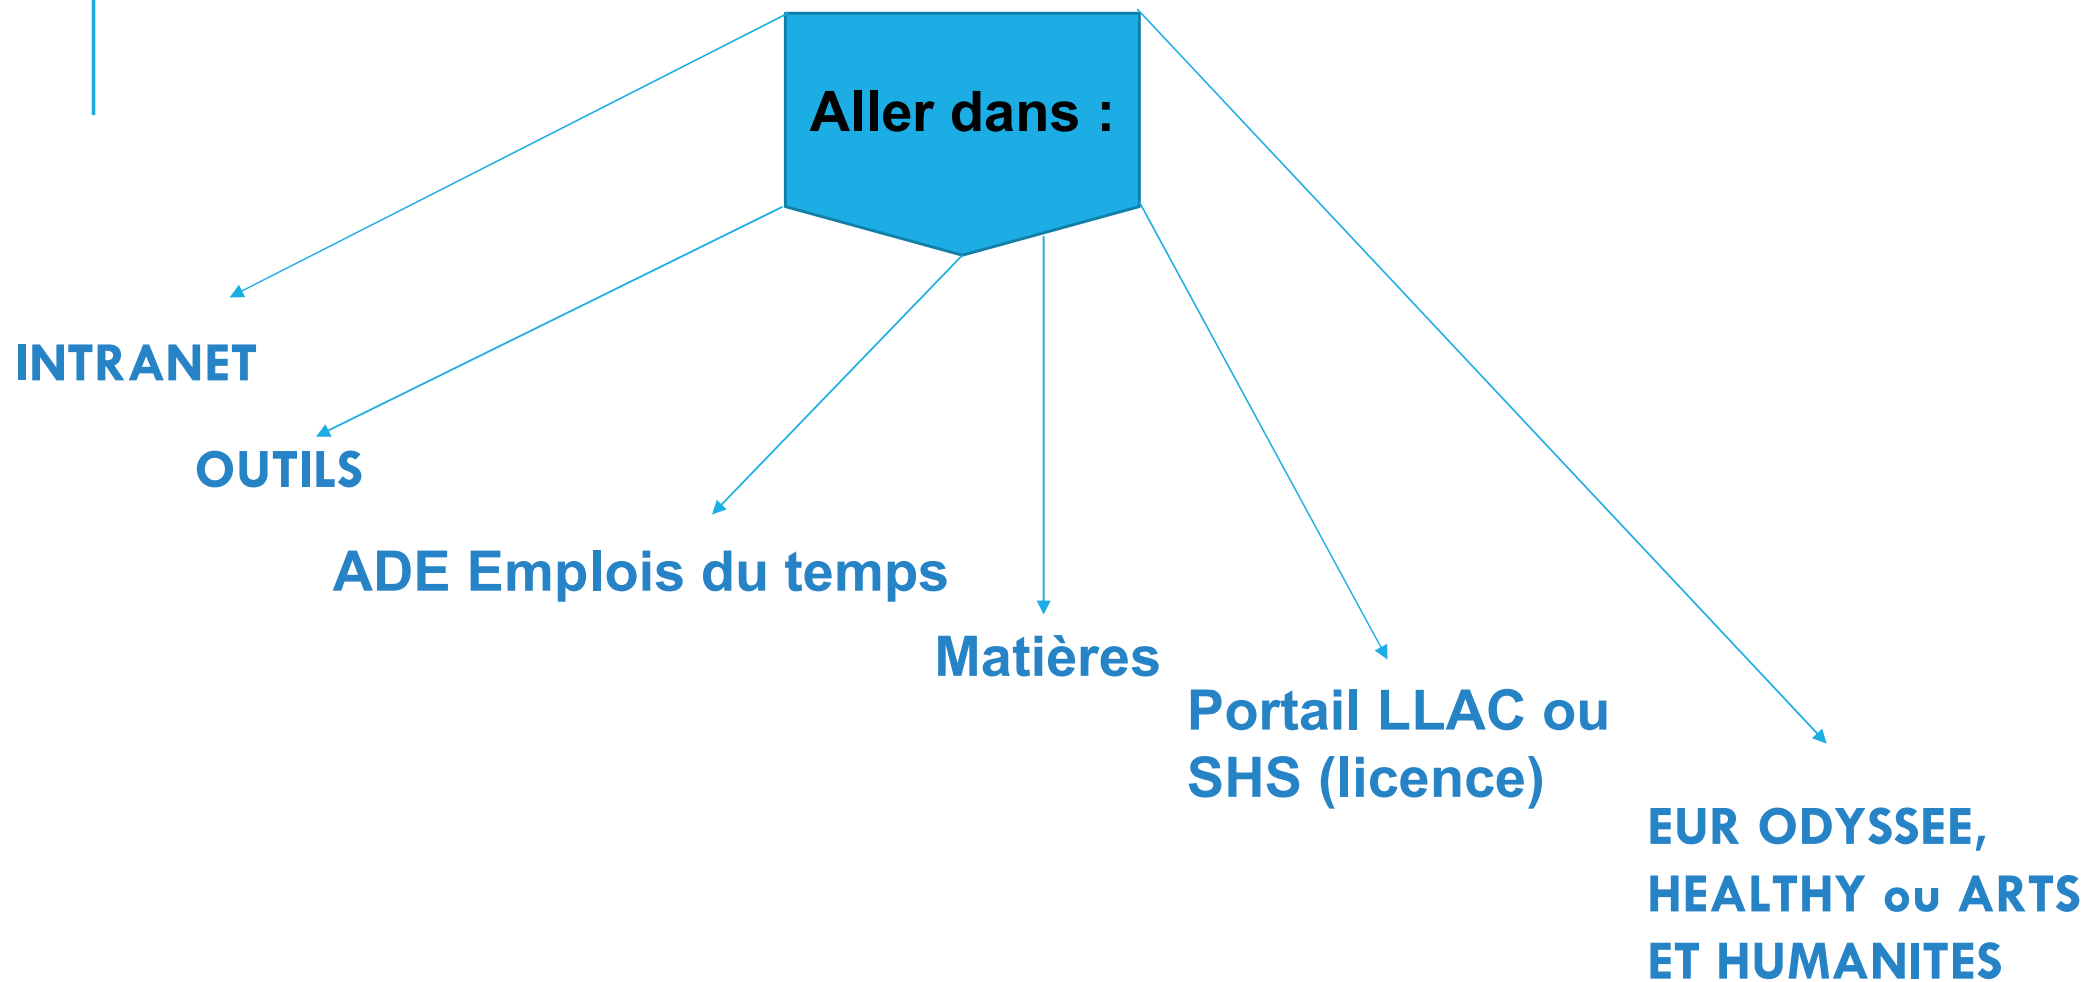 Aller dans :
INTRANET
OUTILS
ADE Emplois du temps
Matières
Portail LLAC ou
SHS (licence)
EUR ODYSSEE,
HEALTHY ou ARTS
ET HUMANITES